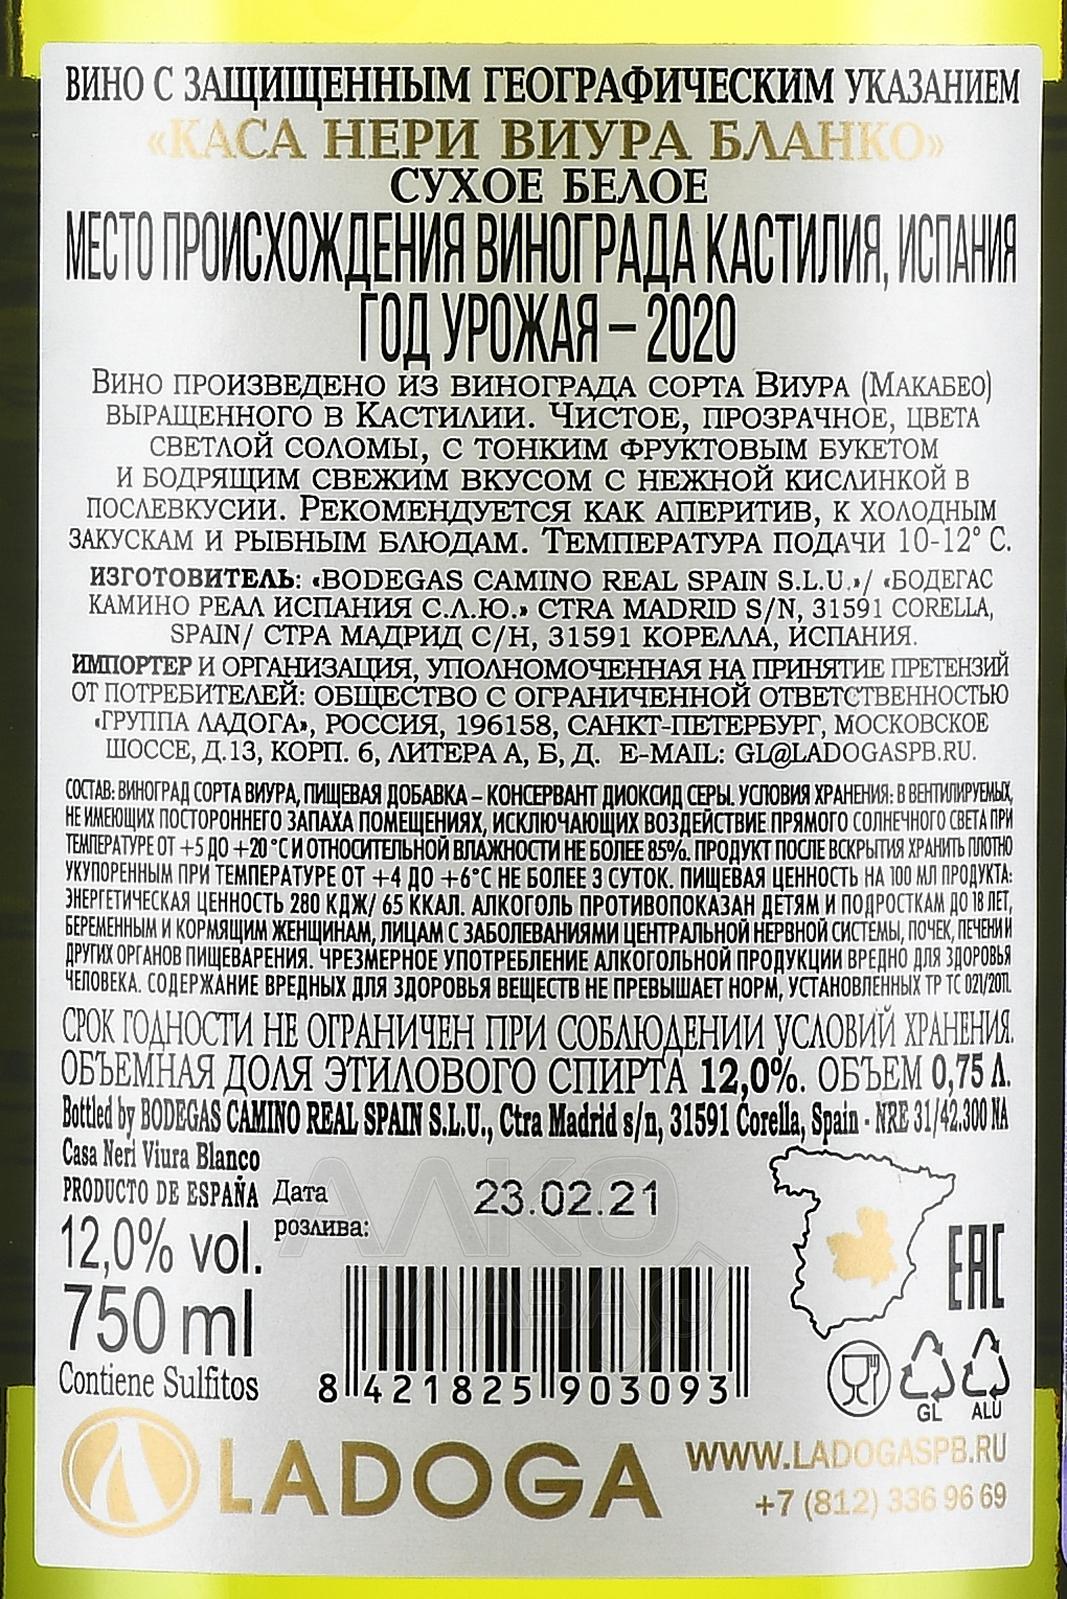 ВИНО С ЗАЩИЩЕННЫМ ГЕОГРАФИЧЕСКИМ УКАЗАНИЕМ
«КАСА НЕРИ ВИУРА БЛАНКО»
СУХОЕ БЕЛОЕ
МЕСТО ПРОИСХОЖДЕНИЯ ВИНОГРАДА КАСТИЛИЯ, ИСПАНИЯ
ГОД УРОЖАЯ – 2020
ВИНО ПРОИЗВЕДЕНО ИЗ ВИНОГРАДА СОРТА ВИУРА (МАКАБЕО)
ВЫРАЩЕННОГО В КАСТИЛИИ. ЧИСТОЕ, ПРОЗРАЧНОЕ, ЦВЕТА
СВЕТЛОЙ СОЛОМЫ, С ТОНКИМ ФРУКТОВЫМ БУКЕТОМ
И БОДРЯЩИМ СВЕЖИМ ВКУСОМ С НЕЖНОЙ КИСЛИНКОЙ В
ПОСЛЕВКУСИИ. РЕКОМЕНДУЕТСЯ КАК АПЕРИТИВ, К ХОЛОДНЫМ
ЗАКУСКАМ И РЫБНЫМ БЛЮДАМ. ТЕМПЕРАТУРА ПОДАЧИ 10-12° С.
ИЗГОТОВИТЕЛЬ: «BODEGAS CAMINO REAL SPAIN S.L.U.»/ «БОДЕГАС
КАМИНО РЕАЛ ИСПАНИЯ С.Л.Ю.» CTRA MADRID S/N, 31591 CORELLA,
SPAIN/ СТРА МАДРИД С/Н, 31591 КОРЕЛЛА, ИСПАНИЯ.
ИМПОРТЕР И ОРГАНИЗАЦИЯ, УПОЛНОМОЧЕННАЯ НА ПРИНЯТИЕ ПРЕТЕНЗИЙ
ОТ ПОТРЕБИТЕЛЕЙ: ОБЩЕСТВО С ОГРАНИЧЕННОЙ ОТВЕТСТВЕННОСТЬЮ
«ГРУППА ЛАДОГА», РОССИЯ, 196158, САНКТ-ПЕТЕРБУРГ, МОСКОВСКОЕ
ШОССЕ, Д.13, КОРП. 6, ЛИТЕРА А, Б, Д. E-MAIL: GL@LADOGASPB.RU.
СОСТАВ: ВИНОГРАД СОРТА ВИУРА, ПИЩЕВАЯ ДОБАВКА – КОНСЕРВАНТ ДИОКСИД СЕРЫ. УСЛОВИЯ ХРАНЕНИЯ: В ВЕНТИЛИРУЕМЫХ,
НЕ ИМЕЮЩИХ ПОСТОРОННЕГО ЗАПАХА ПОМЕЩЕНИЯХ, ИСКЛЮЧАЮЩИХ ВОЗДЕЙСТВИЕ ПРЯМОГО СОЛНЕЧНОГО СВЕТА ПРИ
ТЕМПЕРАТУРЕ ОТ +5 ДО +20 °С И ОТНОСИТЕЛЬНОЙ ВЛАЖНОСТИ НЕ БОЛЕЕ 85%. ПРОДУКТ ПОСЛЕ ВСКРЫТИЯ ХРАНИТЬ ПЛОТНО
УКУПОРЕННЫМ ПРИ ТЕМПЕРАТУРЕ ОТ +4 ДО +6°С НЕ БОЛЕЕ 3 СУТОК. ПИЩЕВАЯ ЦЕННОСТЬ НА 100 МЛ ПРОДУКТА:
ЭНЕРГЕТИЧЕСКАЯ ЦЕННОСТЬ 280 КДЖ/ 65 ККАЛ. АЛКОГОЛЬ ПРОТИВОПОКАЗАН ДЕТЯМ И ПОДРОСТКАМ ДО 18 ЛЕТ,
БЕРЕМЕННЫМ И КОРМЯЩИМ ЖЕНЩИНАМ, ЛИЦАМ С ЗАБОЛЕВАНИЯМИ ЦЕНТРАЛЬНОЙ НЕРВНОЙ СИСТЕМЫ, ПОЧЕК, ПЕЧЕНИ И
ДРУГИХ ОРГАНОВ ПИЩЕВАРЕНИЯ. ЧРЕЗМЕРНОЕ УПОТРЕБЛЕНИЕ АЛКОГОЛЬНОЙ ПРОДУКЦИИ ВРЕДНО ДЛЯ ЗДОРОВЬЯ
ЧЕЛОВЕКА. СОДЕРЖАНИЕ ВРЕДНЫХ ДЛЯ ЗДОРОВЬЯ ВЕЩЕСТВ НЕ ПРЕВЫШАЕТ НОРМ, УСТАНОВЛЕННЫХ ТР ТС 021/2011.
СРОК ГОДНОСТИ НЕ ОГРАНИЧЕН ПРИ СОБЛЮДЕНИИ УСЛОВИЙ ХРАНЕНИЯ.
ОБЪЕМНАЯ ДОЛЯ ЭТИЛОВОГО СПИРТА 12,0%. ОБЪЕМ 0,75 Л.
Bottled by BODEGAS CAMINO REAL SPAIN S.L.U., Ctra Madrid s/n, 31591 Corella, Spain - NRE 31/42.300 NA
Casa Neri Viura Blanco
PRODUCTO DE ESPAÑA
Дата
розлива:
23.02.21
12,0% vol.
750 ml
Contiene Sulfitos
8 421825 903093
EAC
GL
ALU
LADOGA
WWW.LADOGASPB.RU
+7 (812) 336 96 69
АЛКО
ГЛАВА